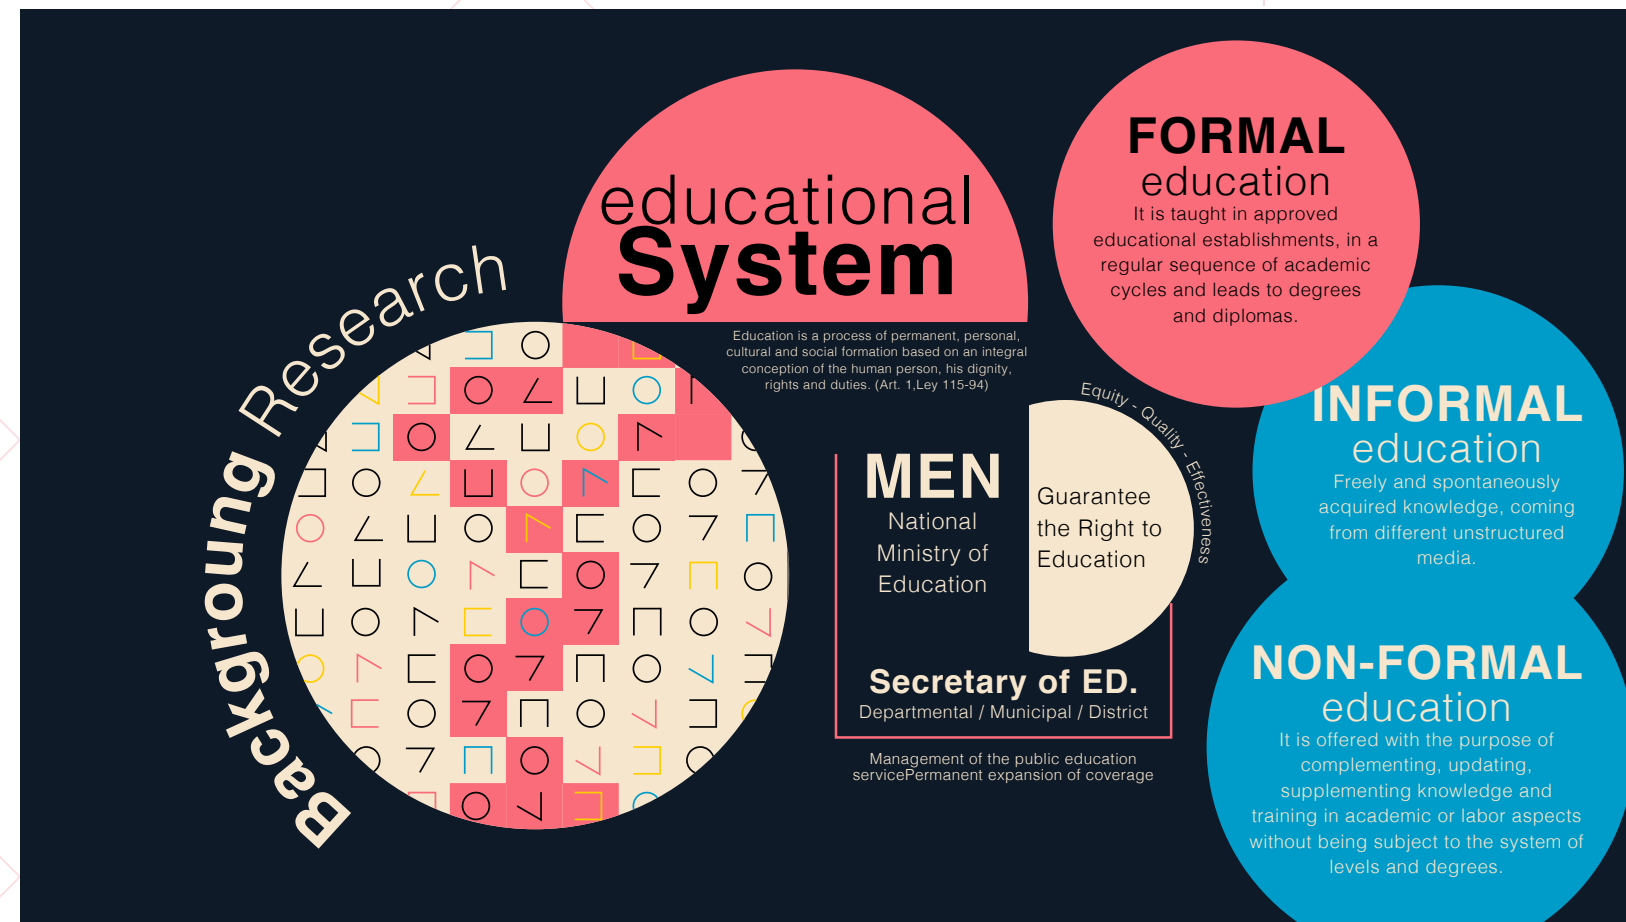 Backgroung Research
educational
System
Education is a process of permanent, personal,
cultural and social formation based on an integral
conception of the human person, his dignity,
rights and duties. (Art. 1,Ley 115-94)
MEN
National
Ministry of
Education
Guarantee
the Right to
Education
Equity - Quality - Effectiveness
Secretary of ED.
Departmental / Municipal / District
Management of the public education
servicePermanent expansion of coverage
FORMAL
education
It is taught in approved
educational establishments, in a
regular sequence of academic
cycles and leads to degrees
and diplomas.
INFORMAL
education
Freely and spontaneously
acquired knowledge, coming
from different unstructured
media.
NON-FORMAL
education
It is offered with the purpose of
complementing, updating,
supplementing knowledge and
training in academic or labor aspects
without being subject to the system of
levels and degrees.